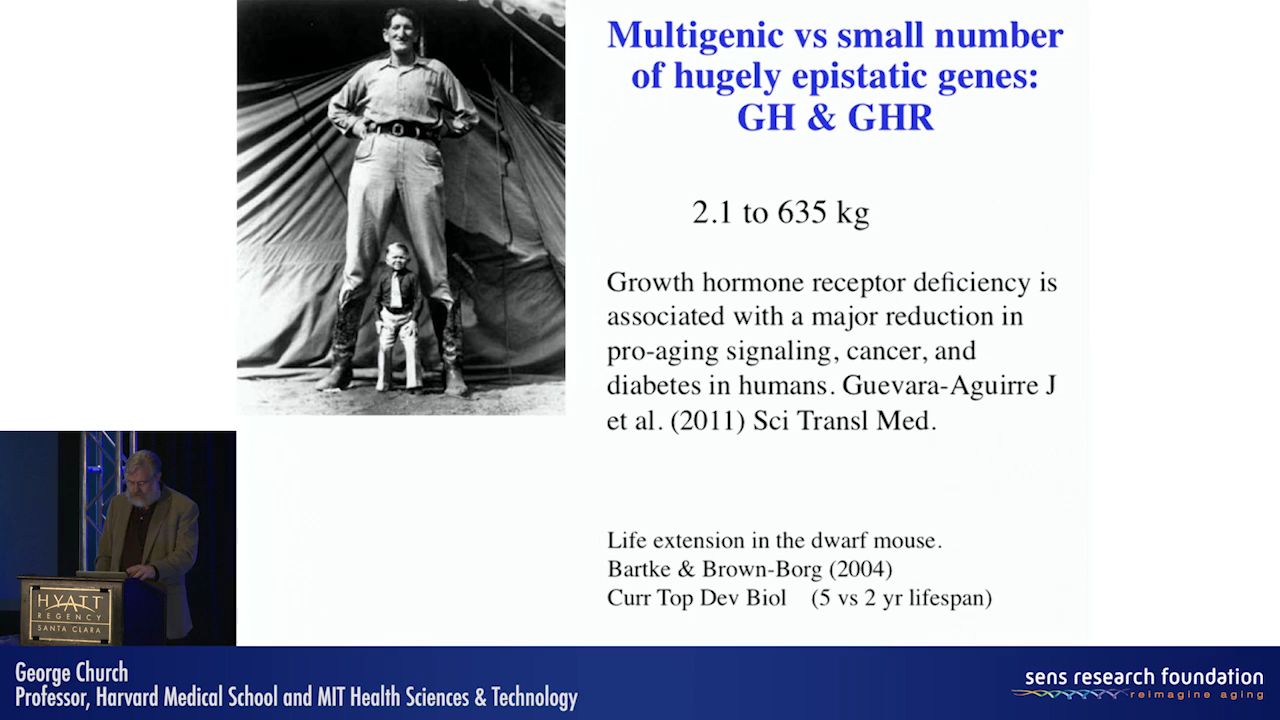 Multigenic vs small number
of hugely epistatic genes:
GH & GHR
2.1 to 635 kg
Growth hormone receptor deficiency is
associated with a major reduction in
pro-aging signaling, cancer, and
diabetes in humans. Guevara-Aguirre J
et al. (2011) Sci Transl Med.
Life extension in the dwarf mouse.
Bartke & Brown-Borg (2004)
Curr Top Dev Biol (5 vs 2 yr lifespan)
HYATT
REGENCY
SANTA CLARA
George Church
Professor, Harvard Medical School and MIT Health Sciences & Technology
sens research foundation
reimagine aging